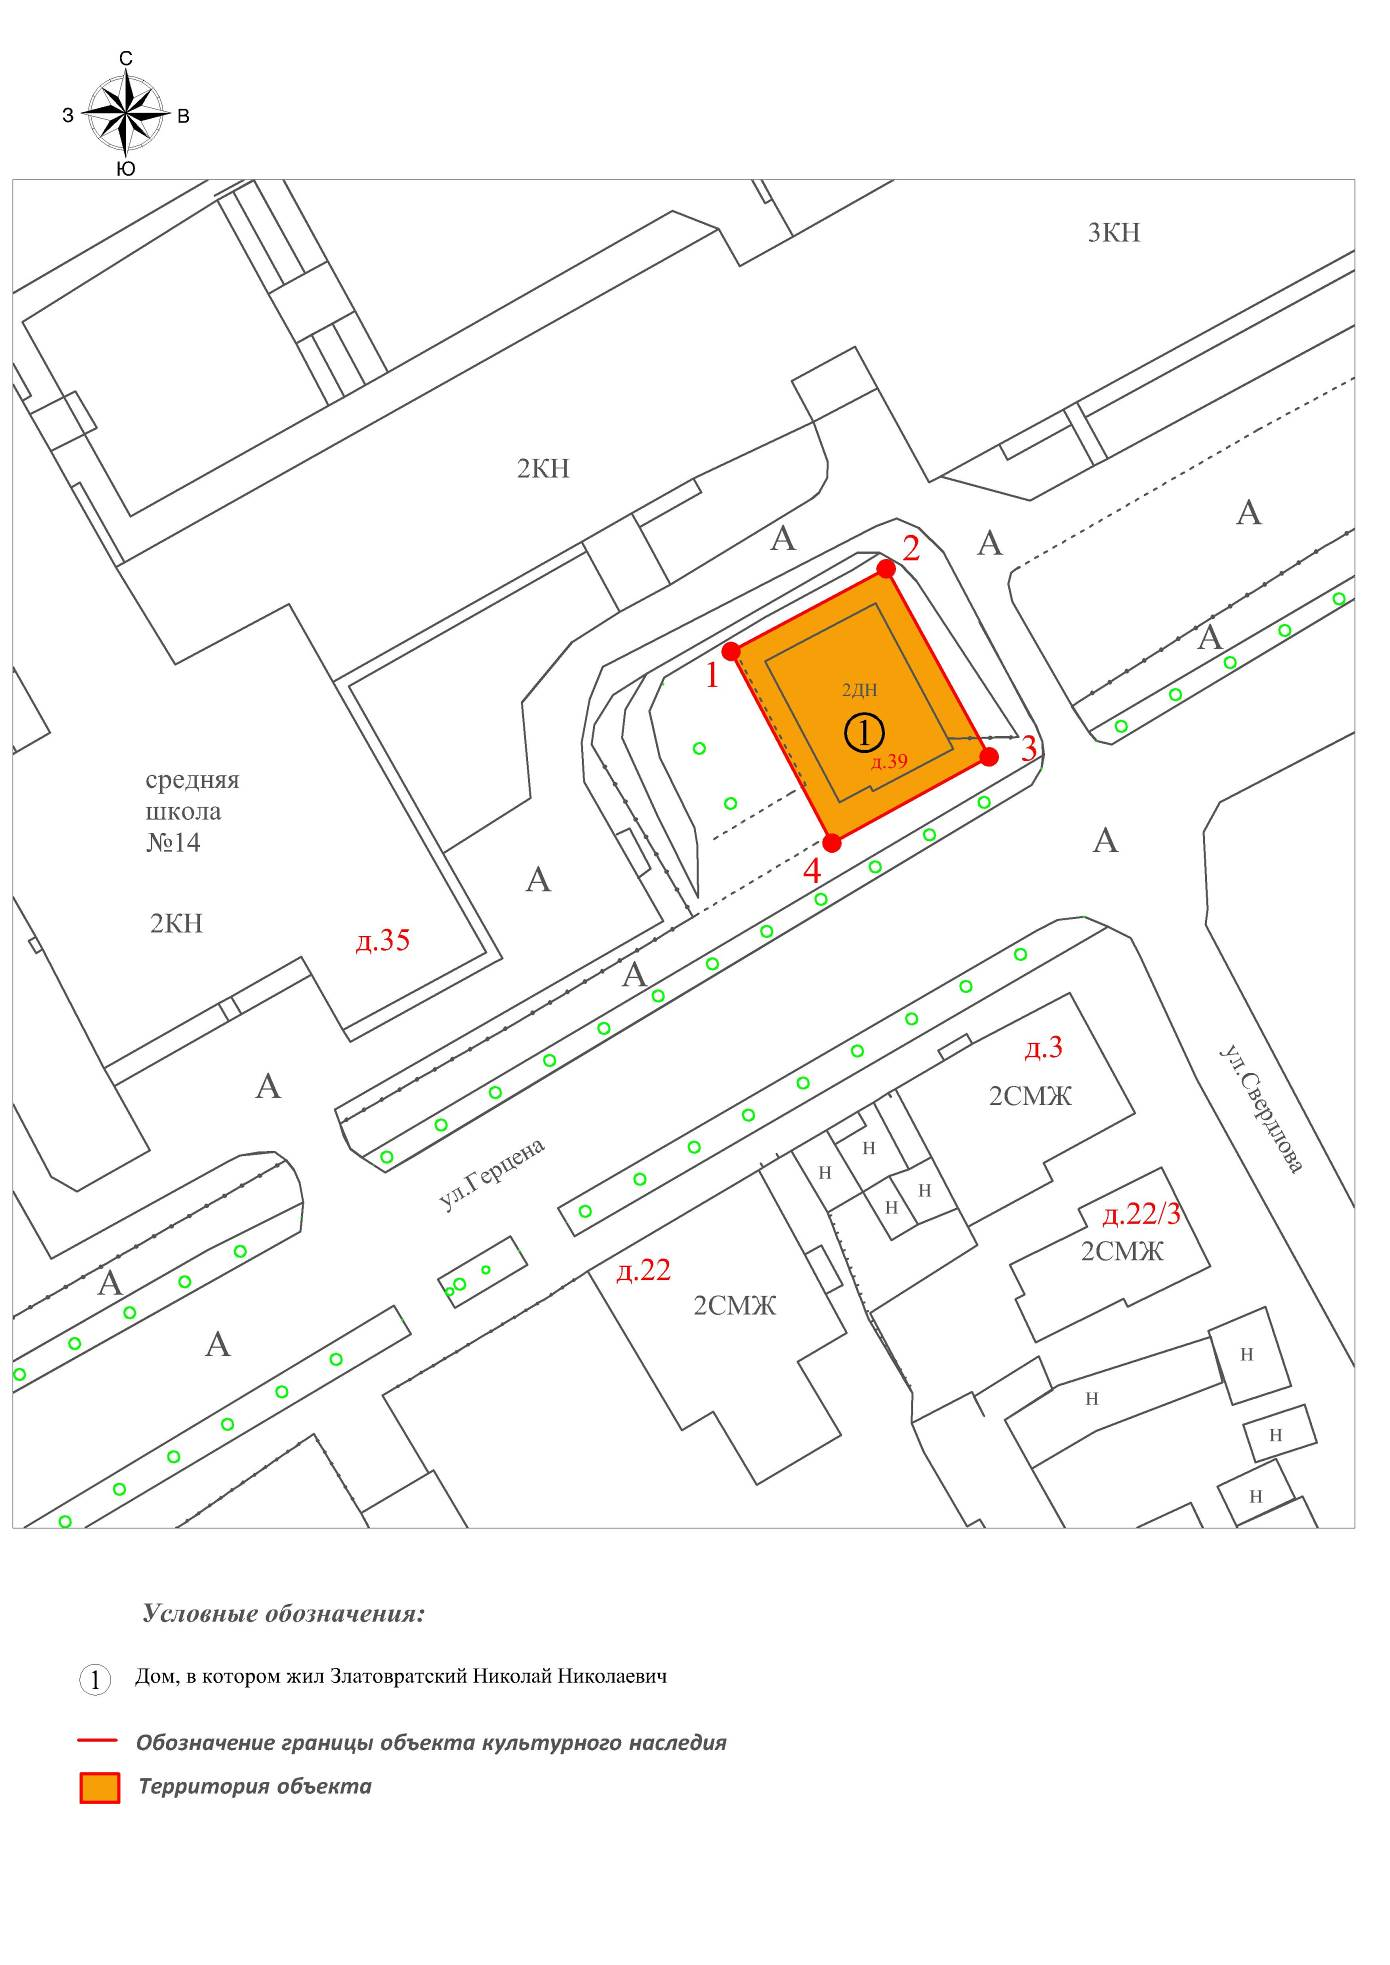 С
З
В
Ю
3КН
2КН
А
А
А
2
1
2ДН
1
д.39
3
4
А
средняя
школа
№14
2КН
д.35
А
А
А
А
д.3
2СМЖ
ул.Свердлова
ул.Герцена
Н
Н
Н
Н
д.22/3
2СМЖ
д.22
2СМЖ
А
А
Н
Н
Н
Н
Условные обозначения:
1 Дом, в котором жил Златовратский Николай Николаевич
Обозначение границы объекта культурного наследия
Территория объекта